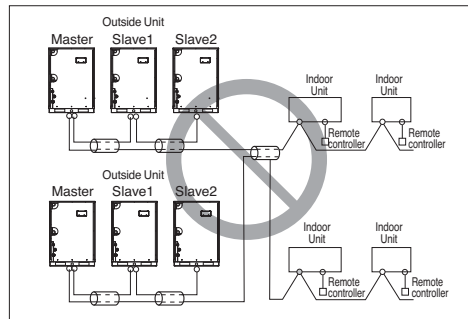 Outside Unit
Master Slave1 Slave2
Indoor
Unit
Indoor
Unit
Remote
controller
Remote
controller
Outside Unit
Master Slave1 Slave2
Indoor
Unit
Indoor
Unit
Remote
controller
Remote
controller